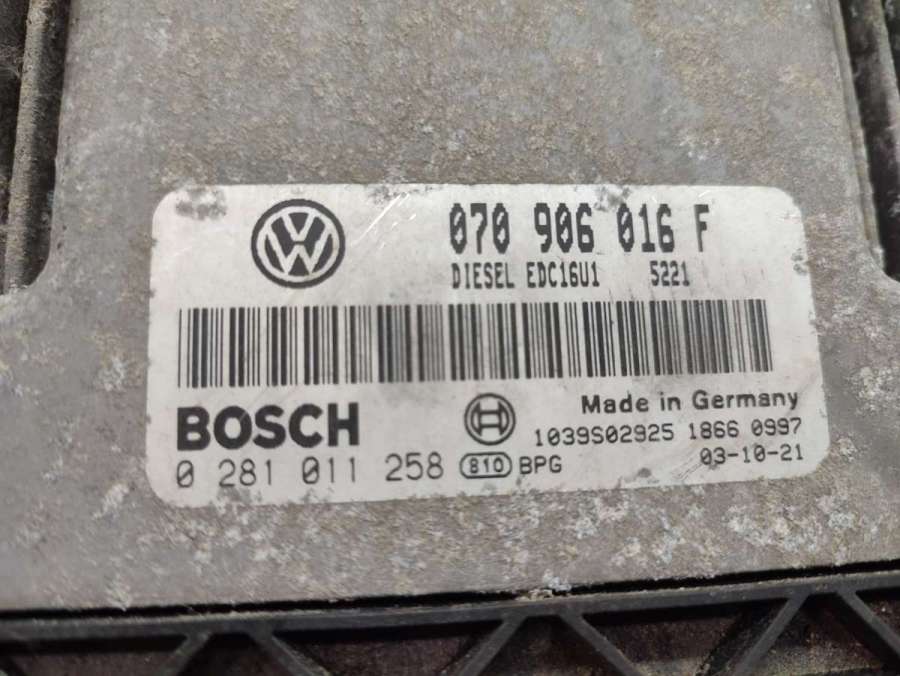 070 906 016 F
DIESEL EDC16U1 5221
BOSCH
Made in Germany
1039S02925 1866 0997
0 281 011 258 810 BPG 03-10-21